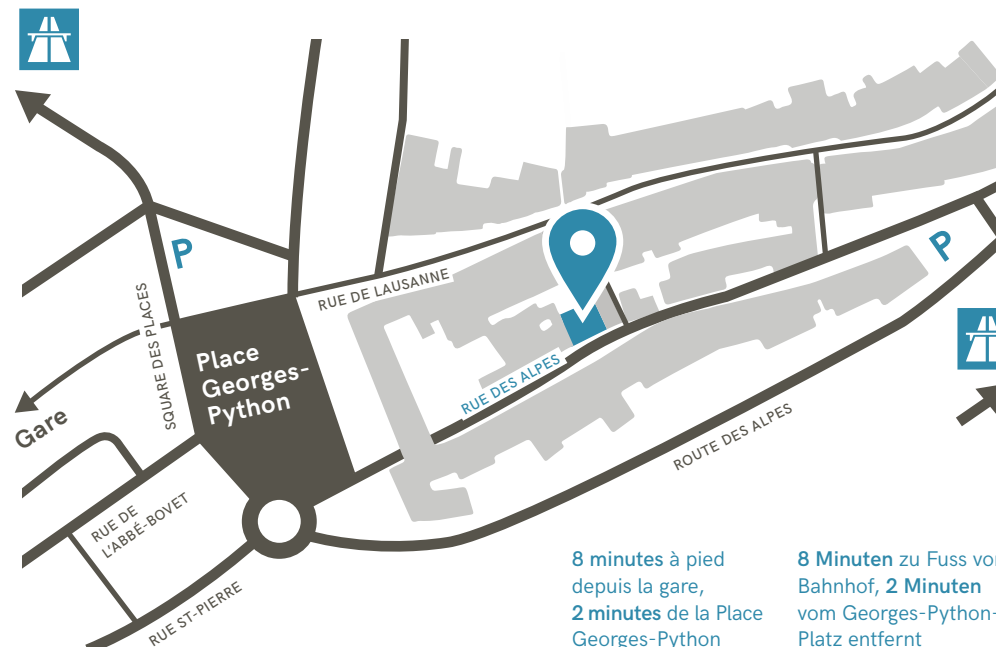 P
RUE DE LAUSANNE
P
SQUARE DES PLACES
Place
Georges-
Python
RUE DES ALPES
Gare
ROUTE DES ALPES
RUE DE
L'ABBÉ-BOVET
RUE ST-PIERRE
8 minutes à pied
depuis la gare,
2 minutes de la Place
Georges-Python
8 Minuten zu Fuss vo
Bahnhof, 2 Minuten
vom Georges-Python-
Platz entfernt